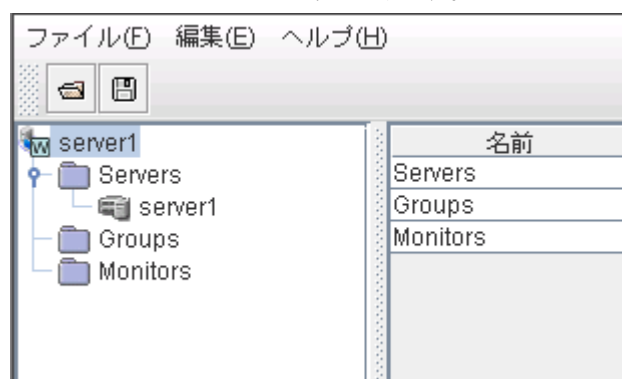 ファイル(F) 編集(E) ヘルプ(H)
server1
Servers
server1
Groups
Monitors
名前
Servers
Groups
Monitors